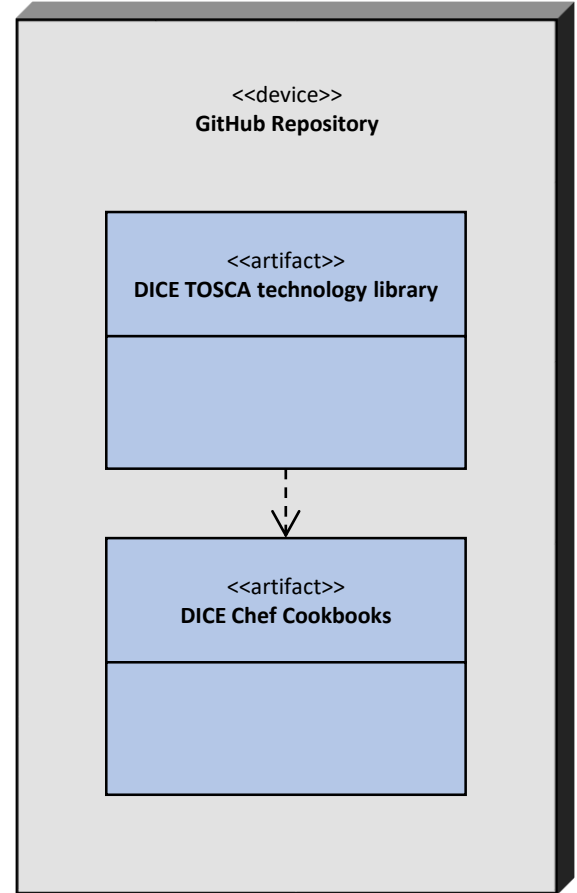 <<device>>
GitHub Repository
<<artifact>>
DICE TOSCA technology library
<<artifact>>
DICE Chef Cookbooks